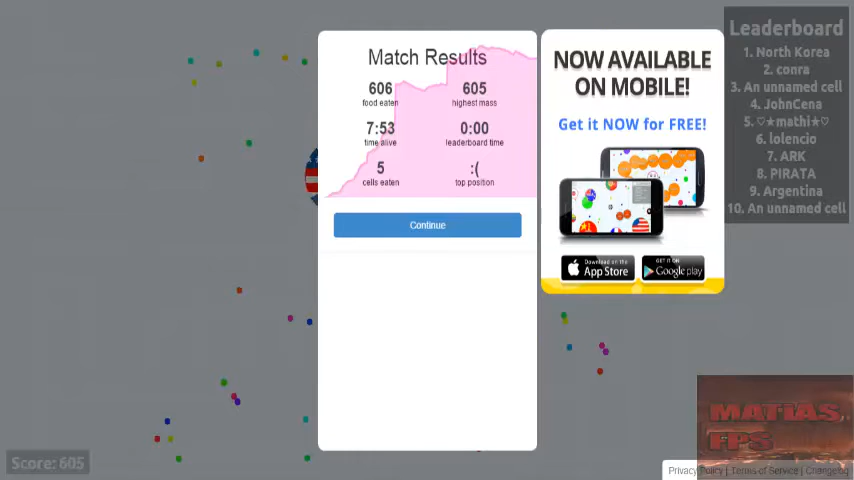 Match Results
606
food eaten
605
highest mass
7:53
time alive
0:00
leaderboard time
5
cells eaten
:(
top position
Continue
NOW AVAILABLE
ON MOBILE!
Get it NOW for FREE!
Download on the
App Store
GET IT ON
Google play
Leaderboard
1. North Korea
2. conra
3. An unnamed cell
4. JohnCena
5. ♡★mathi★♡
6. lolencio
7. ARK
8. PIRATA
9. Argentina
10. An unnamed cell
MATIAS
FPS
Score: 605
Privacy Policy | Terms of Service | Changelog